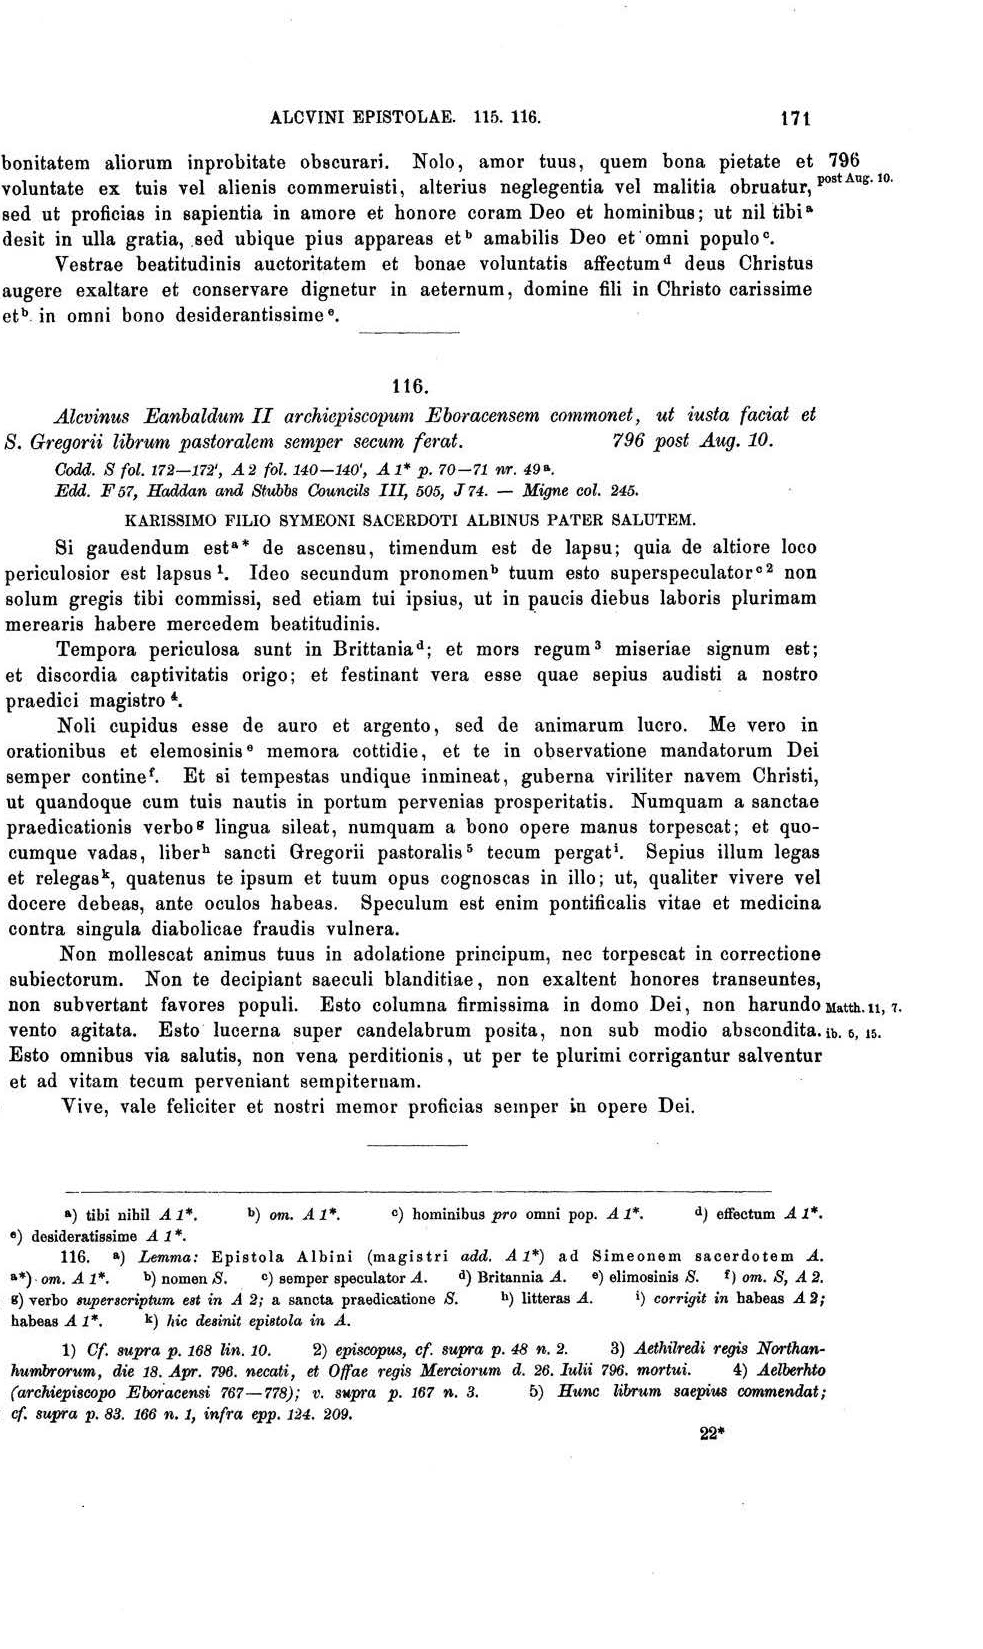 ALCVINI EPISTOLAE. 115. 116. 171
bonitatem aliorum inprobitate obscurari. Nolo, amor tuus, quem bona pietate et 796
voluntate ex tuis vel alienis commeruisti, alterius neglegentia vel malitia obruatur, post Aug. 10.
sed ut proficias in sapientia in amore et honore coram Deo et hominibus; ut nil tibi ᵃ
desit in ulla gratia, sed ubique pius appareas et ᵇ amabilis Deo et omni populo ᶜ.
Vestrae beatitudinis auctoritatem et bonae voluntatis affectum ᵈ deus Christus
augere exaltare et conservare dignetur in aeternum, domine fili in Christo carissime
et ᵇ in omni bono desiderantissime ᵉ.
116.
Alcvinus Eanbaldum II archiepiscopum Eboracensem commonet, ut iusta faciat et
S. Gregorii librum pastoralem semper secum ferat. 796 post Aug. 10.
Codd. S fol. 172—172', A 2 fol. 140—140', A 1* p. 70—71 nr. 49 ᵃ.
Edd. F 57, Haddan and Stubbs Councils III, 505, J 74. — Migne col. 245.
KARISSIMO FILIO SYMEONI SACERDOTI ALBINUS PATER SALUTEM.
Si gaudendum est ᵃ* de ascensu, timendum est de lapsu; quia de altiore loco
periculosior est lapsus ¹. Ideo secundum pronomen ᵇ tuum esto superspeculator ᶜ ² non
solum gregis tibi commissi, sed etiam tui ipsius, ut in paucis diebus laboris plurimam
merearis habere mercedem beatitudinis.
Tempora periculosa sunt in Brittania ᵈ; et mors regum ³ miseriae signum est;
et discordia captivitatis origo; et festinant vera esse quae sepius audisti a nostro
praedici magistro ⁴.
Noli cupidus esse de auro et argento, sed de animarum lucro. Me vero in
orationibus et elemosinis ᵉ memora cottidie, et te in observatione mandatorum Dei
semper contine ᶠ. Et si tempestas undique inmineat, guberna viriliter navem Christi,
ut quandoque cum tuis nautis in portum pervenias prosperitatis. Numquam a sanctae
praedicationis verbo ᵍ lingua sileat, numquam a bono opere manus torpescat; et quo-
cumque vadas, liber ʰ sancti Gregorii pastoralis ⁵ tecum pergat ⁱ. Sepius illum legas
et relegas ᵏ, quatenus te ipsum et tuum opus cognoscas in illo; ut, qualiter vivere vel
docere debeas, ante oculos habeas. Speculum est enim pontificalis vitae et medicina
contra singula diabolicae fraudis vulnera.
Non mollescat animus tuus in adolatione principum, nec torpescat in correctione
subiectorum. Non te decipiant saeculi blanditiae, non exaltent honores transeuntes,
non subvertant favores populi. Esto columna firmissima in domo Dei, non harundo Matth. 11, 7.
vento agitata. Esto lucerna super candelabrum posita, non sub modio abscondita. ib. 5, 15.
Esto omnibus via salutis, non vena perditionis, ut per te plurimi corrigantur salventur
et ad vitam tecum perveniant sempiternam.
Vive, vale feliciter et nostri memor proficias semper in opere Dei.
ᵃ) tibi nihil A 1*. ᵇ) om. A 1*. ᶜ) hominibus pro omni pop. A 1*. ᵈ) effectum A 1*.
ᵉ) desideratissime A 1*.
116. ᵃ) Lemma: Epistola Albini (magistri add. A 1*) ad Simeonem sacerdotem A.
ᵃ*) om. A 1*. ᵇ) nomen S. ᶜ) semper speculator A. ᵈ) Britannia A. ᵉ) elimosinis S. ᶠ) om. S, A 2.
ᵍ) verbo superscriptum est in A 2; a sancta praedicatione S. ʰ) litteras A. ⁱ) corrigit in habeas A 2;
habeas A 1*. ᵏ) hic desinit epistola in A.
1) Cf. supra p. 168 lin. 10. 2) episcopus, cf. supra p. 48 n. 2. 3) Aethilredi regis Northan-
humbrorum, die 18. Apr. 796. necati, et Offae regis Merciorum d. 26. Iulii 796. mortui. 4) Aelberhto
(archiepiscopo Eboracensi 767—778); v. supra p. 167 n. 3. 5) Hunc librum saepius commendat;
cf. supra p. 83. 166 n. 1, infra epp. 124. 209.
22*